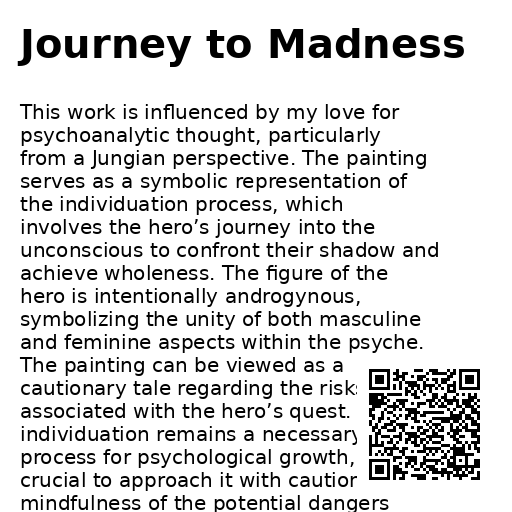 Journey to Madness
This work is influenced by my love for
psychoanalytic thought, particularly
from a Jungian perspective. The painting
serves as a symbolic representation of
the individuation process, which
involves the hero’s journey into the
unconscious to confront their shadow and
achieve wholeness. The figure of the
hero is intentionally androgynous,
symbolizing the unity of both masculine
and feminine aspects within the psyche.
The painting can be viewed as a
cautionary tale regarding the risks
associated with the hero’s quest.
individuation remains a necessary
process for psychological growth,
crucial to approach it with caution
mindfulness of the potential dangers